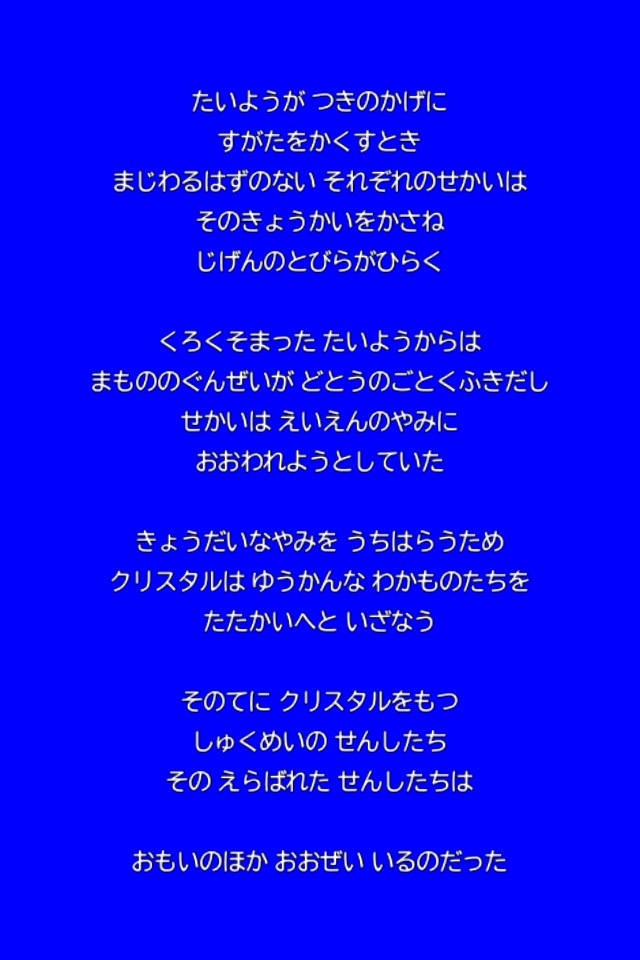 たいようが つきのかげに
すがたをかくすとき
まじわるはずのない それぞれのせかいは
そのきょうかいをかさね
じげんのとびらがひらく
くろくそまった たいようからは
まもののぐんぜいが どとうのごとくふきだし
せかいは えいえんのやみに
おおわれようとしていた
きょうだいなやみを うちはらうため
クリスタルは ゆうかんな わかものたちを
たたかいへと いざなう
そのてに クリスタルをもつ
しゅくめいの せんしたち
その えらばれた せんしたちは
おもいのほか おおぜい いるのだった